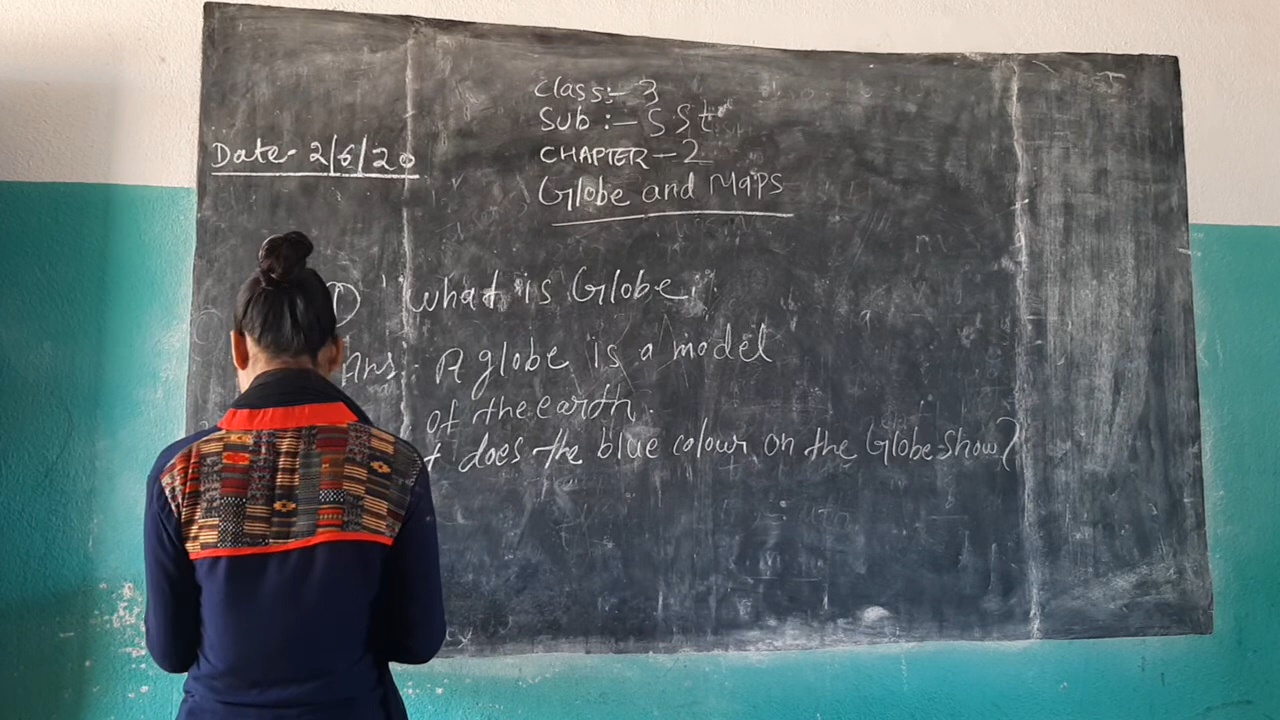 Class:- 3
Sub :- S S t
Date- 2/6/20
CHAPTER-2
Globe and Maps
1) What is Globe.
Ans:- A globe is a model
of the earth.
t does the blue colour on the Globe show?